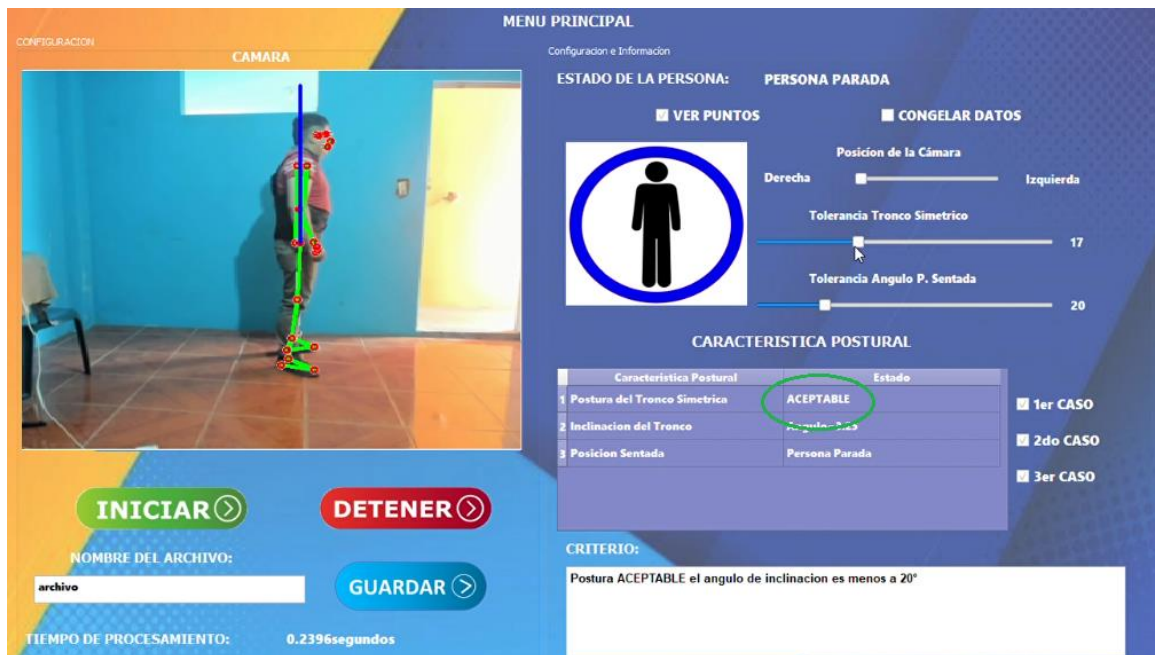 MENU PRINCIPAL
CONFIGURACION
CAMARA
Configuracion e Informacion
ESTADO DE LA PERSONA: PERSONA PARADA
VER PUNTOS CONGELAR DATOS
Posicion de la Cámara
Derecha Izquierda
Tolerancia Tronco Simetrico
17
Tolerancia Angulo P. Sentada
20
CARACTERISTICA POSTURAL
Caracteristica Postural Estado
1 Postura del Tronco Simetrica ACEPTABLE
2 Inclinacion del Tronco
3 Posicion Sentada Persona Parada
1er CASO
2do CASO
3er CASO
INICIAR
DETENER
NOMBRE DEL ARCHIVO:
archivo
GUARDAR
TIEMPO DE PROCESAMIENTO: 0.2396segundos
CRITERIO:
Postura ACEPTABLE el angulo de inclinacion es menos a 20°